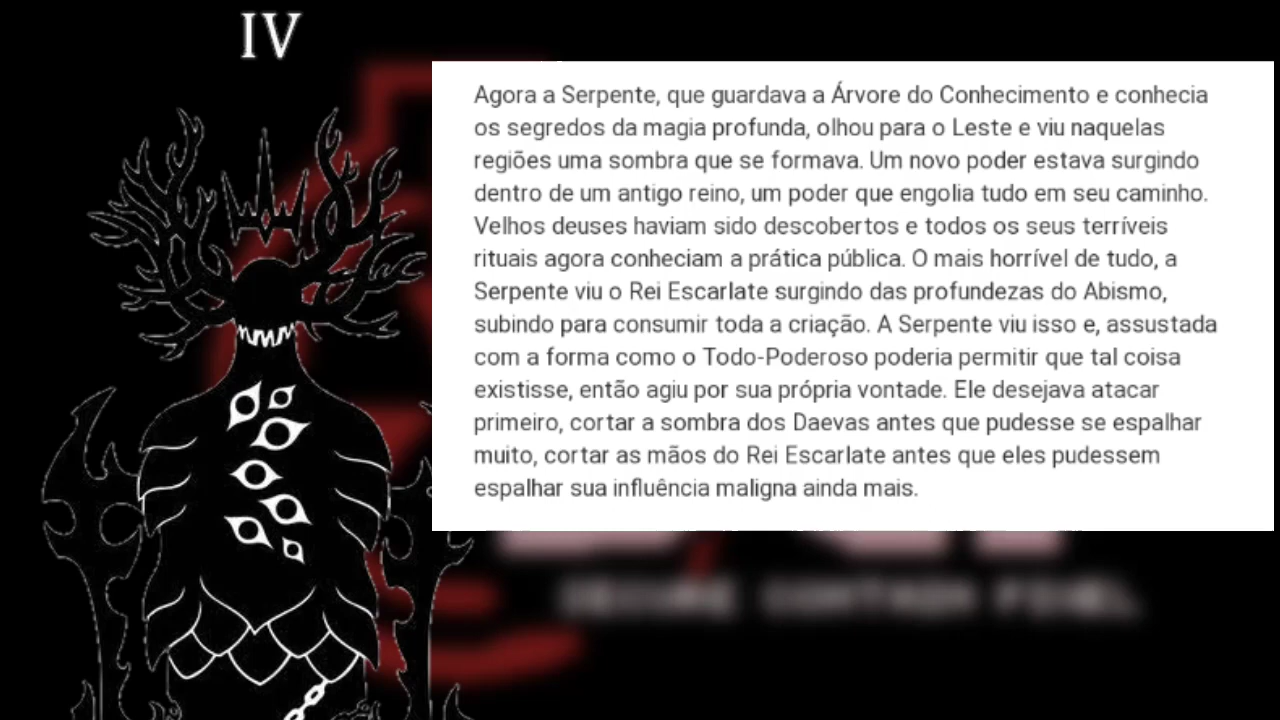 IV
Agora a Serpente, que guardava a Árvore do Conhecimento e conhecia
os segredos da magia profunda, olhou para o Leste e viu naquelas
regiões uma sombra que se formava. Um novo poder estava surgindo
dentro de um antigo reino, um poder que engolia tudo em seu caminho.
Velhos deuses haviam sido descobertos e todos os seus terríveis
rituais agora conheciam a prática pública. O mais horrível de tudo, a
Serpente viu o Rei Escarlate surgindo das profundezas do Abismo,
subindo para consumir toda a criação. A Serpente viu isso e, assustada
com a forma como o Todo-Poderoso poderia permitir que tal coisa
existisse, então agiu por sua própria vontade. Ele desejava atacar
primeiro, cortar a sombra dos Daevas antes que pudesse se espalhar
muito, cortar as mãos do Rei Escarlate antes que eles pudessem
espalhar sua influência maligna ainda mais.